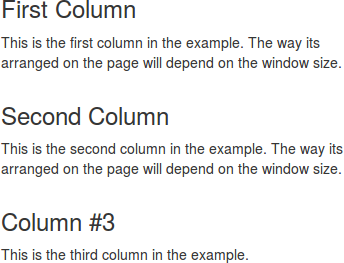 First Column
This is the first column in the example. The way its
arranged on the page will depend on the window size.
Second Column
This is the second column in the example. The way its
arranged on the page will depend on the window size.
Column #3
This is the third column in the example.